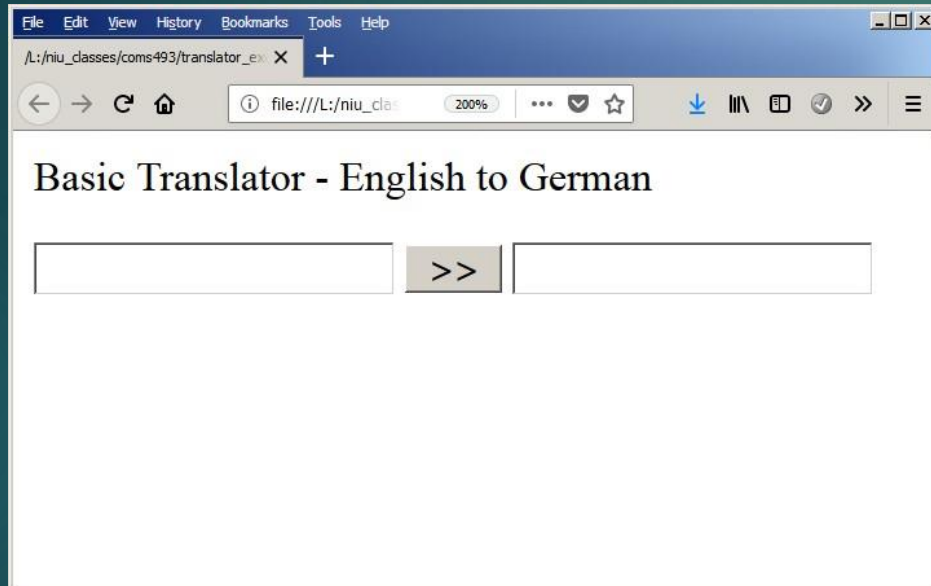 File Edit View History Bookmarks Tools Help
/L:/niu_classes/coms493/translator_ex
file:///L:/niu_clas 200%
Basic Translator - English to German
>>